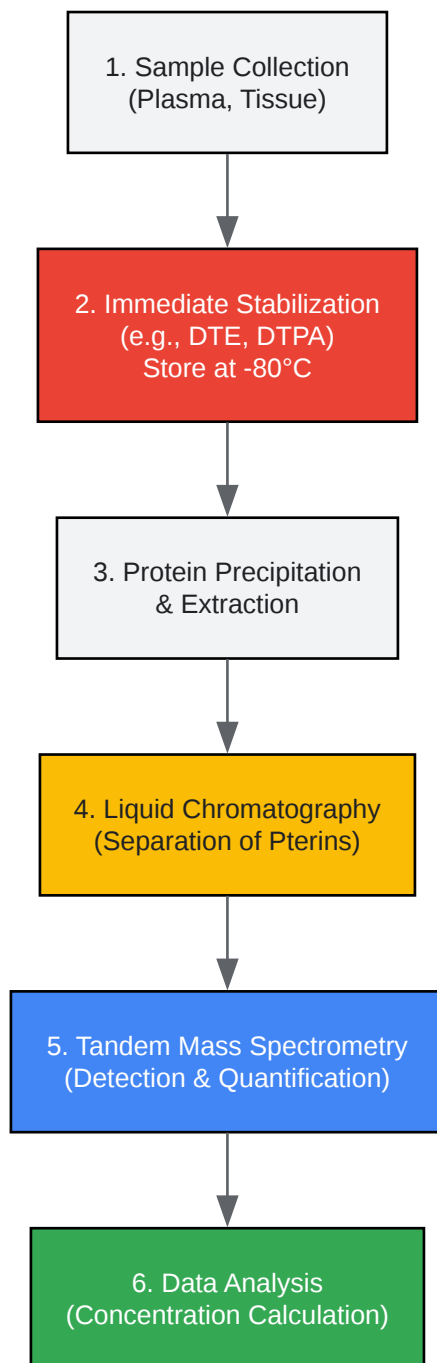 1. Sample Collection
(Plasma, Tissue)
2. Immediate Stabilization
(e.g., DTE, DTPA)
Store at -80°C
3. Protein Precipitation
& Extraction
4. Liquid Chromatography
(Separation of Pterins)
5. Tandem Mass Spectrometry
(Detection & Quantification)
6. Data Analysis
(Concentration Calculation)